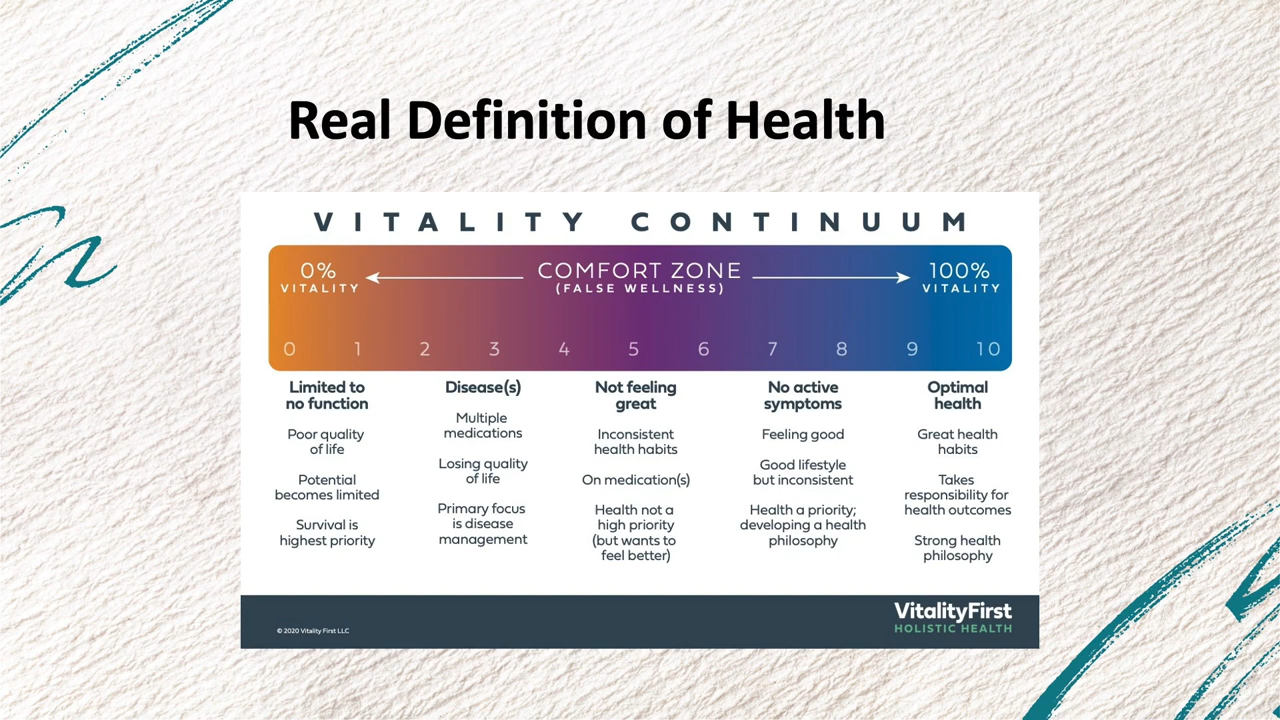 Real Definition of Health
VITALITY CONTINUUM
0%
VITALITY
COMFORT ZONE
(FALSE WELLNESS)
100%
VITALITY
0 1 2 3 4 5 6 7 8 9 10
Limited to
no function
Poor quality
of life
Potential
becomes limited
Survival is
highest priority
Disease(s)
Multiple
medications
Losing quality
of life
Primary focus
is disease
management
Not feeling
great
Inconsistent
health habits
On medication(s)
Health not a
high priority
(but wants to
feel better)
No active
symptoms
Feeling good
Good lifestyle
but inconsistent
Health a priority;
developing a health
philosophy
Optimal
health
Great health
habits
Takes
responsibility for
health outcomes
Strong health
philosophy
© 2020 Vitality First LLC
VitalityFirst
HOLISTIC HEALTH